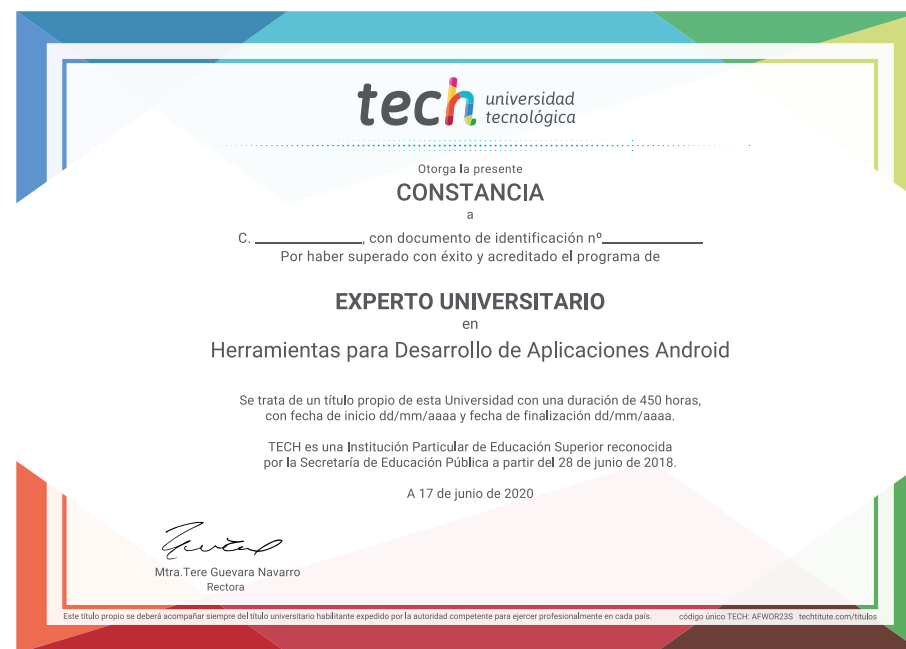 tech universidad
tecnológica
Otorga la presente
CONSTANCIA
a
C. ____________, con documento de identificación nº____________
Por haber superado con éxito y acreditado el programa de
EXPERTO UNIVERSITARIO
en
Herramientas para Desarrollo de Aplicaciones Android
Se trata de un título propio de esta Universidad con una duración de 450 horas,
con fecha de inicio dd/mm/aaaa y fecha de finalización dd/mm/aaaa.
TECH es una Institución Particular de Educación Superior reconocida
por la Secretaría de Educación Pública a partir del 28 de junio de 2018.
A 17 de junio de 2020
Mtra.Tere Guevara Navarro
Rectora
Este título propio se deberá acompañar siempre del título universitario habilitante expedido por la autoridad competente para ejercer profesionalmente en cada país. código único TECH: AFWOR23S techtitute.com/titulos